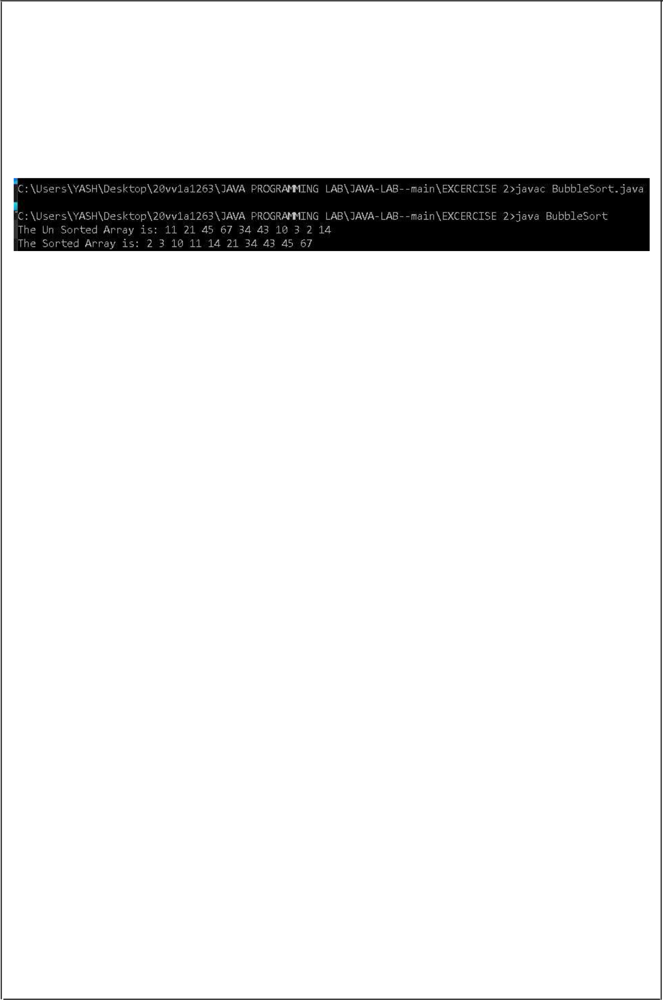 C:\Users\YASH\Desktop\20vv1a1263\JAVA PROGRAMMING LAB\JAVA-LAB--main\EXCERCISE 2>javac BubbleSort.java
C:\Users\YASH\Desktop\20vv1a1263\JAVA PROGRAMMING LAB\JAVA-LAB--main\EXCERCISE 2>java BubbleSort
The Un Sorted Array is: 11 21 45 67 34 43 10 3 2 14
The Sorted Array is: 2 3 10 11 14 21 34 43 45 67